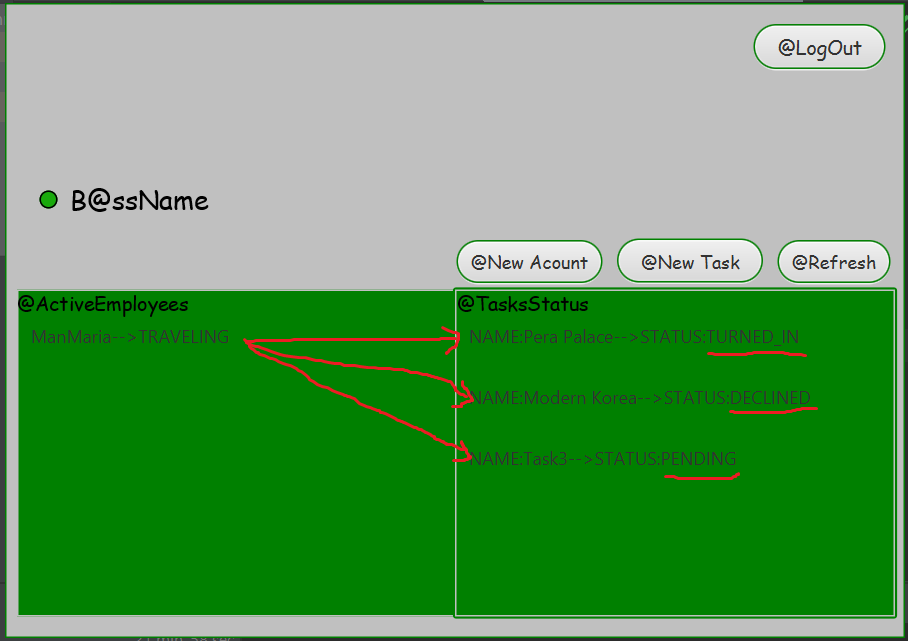 @LogOut
B@ssName
@New Acount
@New Task
@Refresh
@ActiveEmployees
ManMaria-->TRAVELING
@TasksStatus
NAME:Pera Palace-->STATUS:TURNED_IN
NAME:Modern Korea-->STATUS:DECLINED
NAME:Task3-->STATUS:PENDING